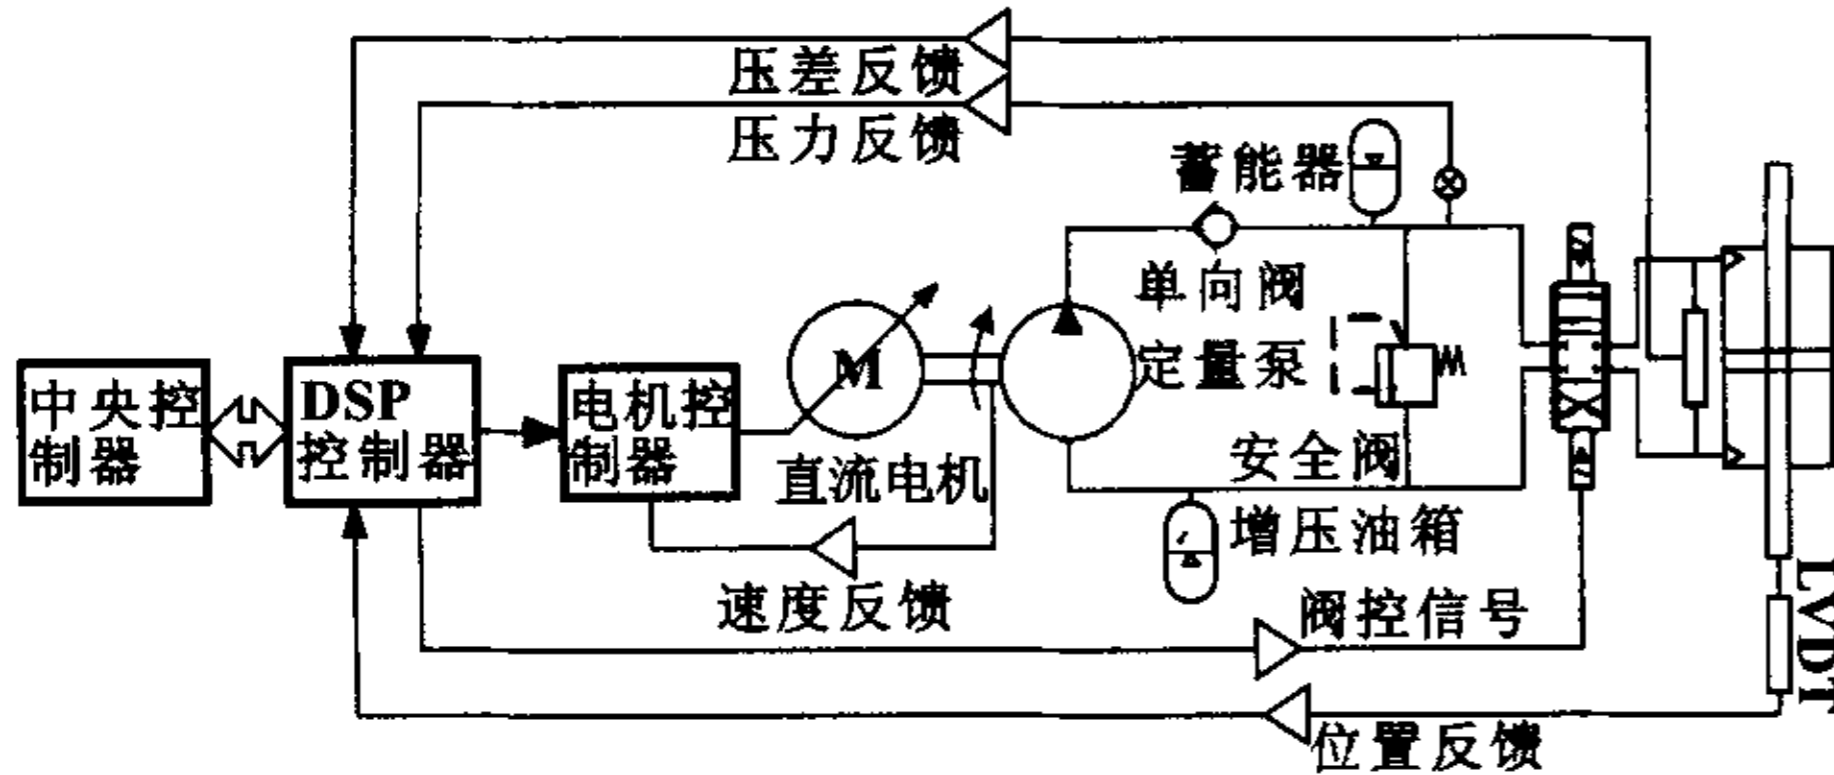 压差反馈
压力反馈
蓄能器
单向阀
定量泵
中央控
制器
DSP
控制器
电机控
制器
M
直流电机
安全阀
增压油箱
速度反馈
阀控信号
LVDT
位置反馈